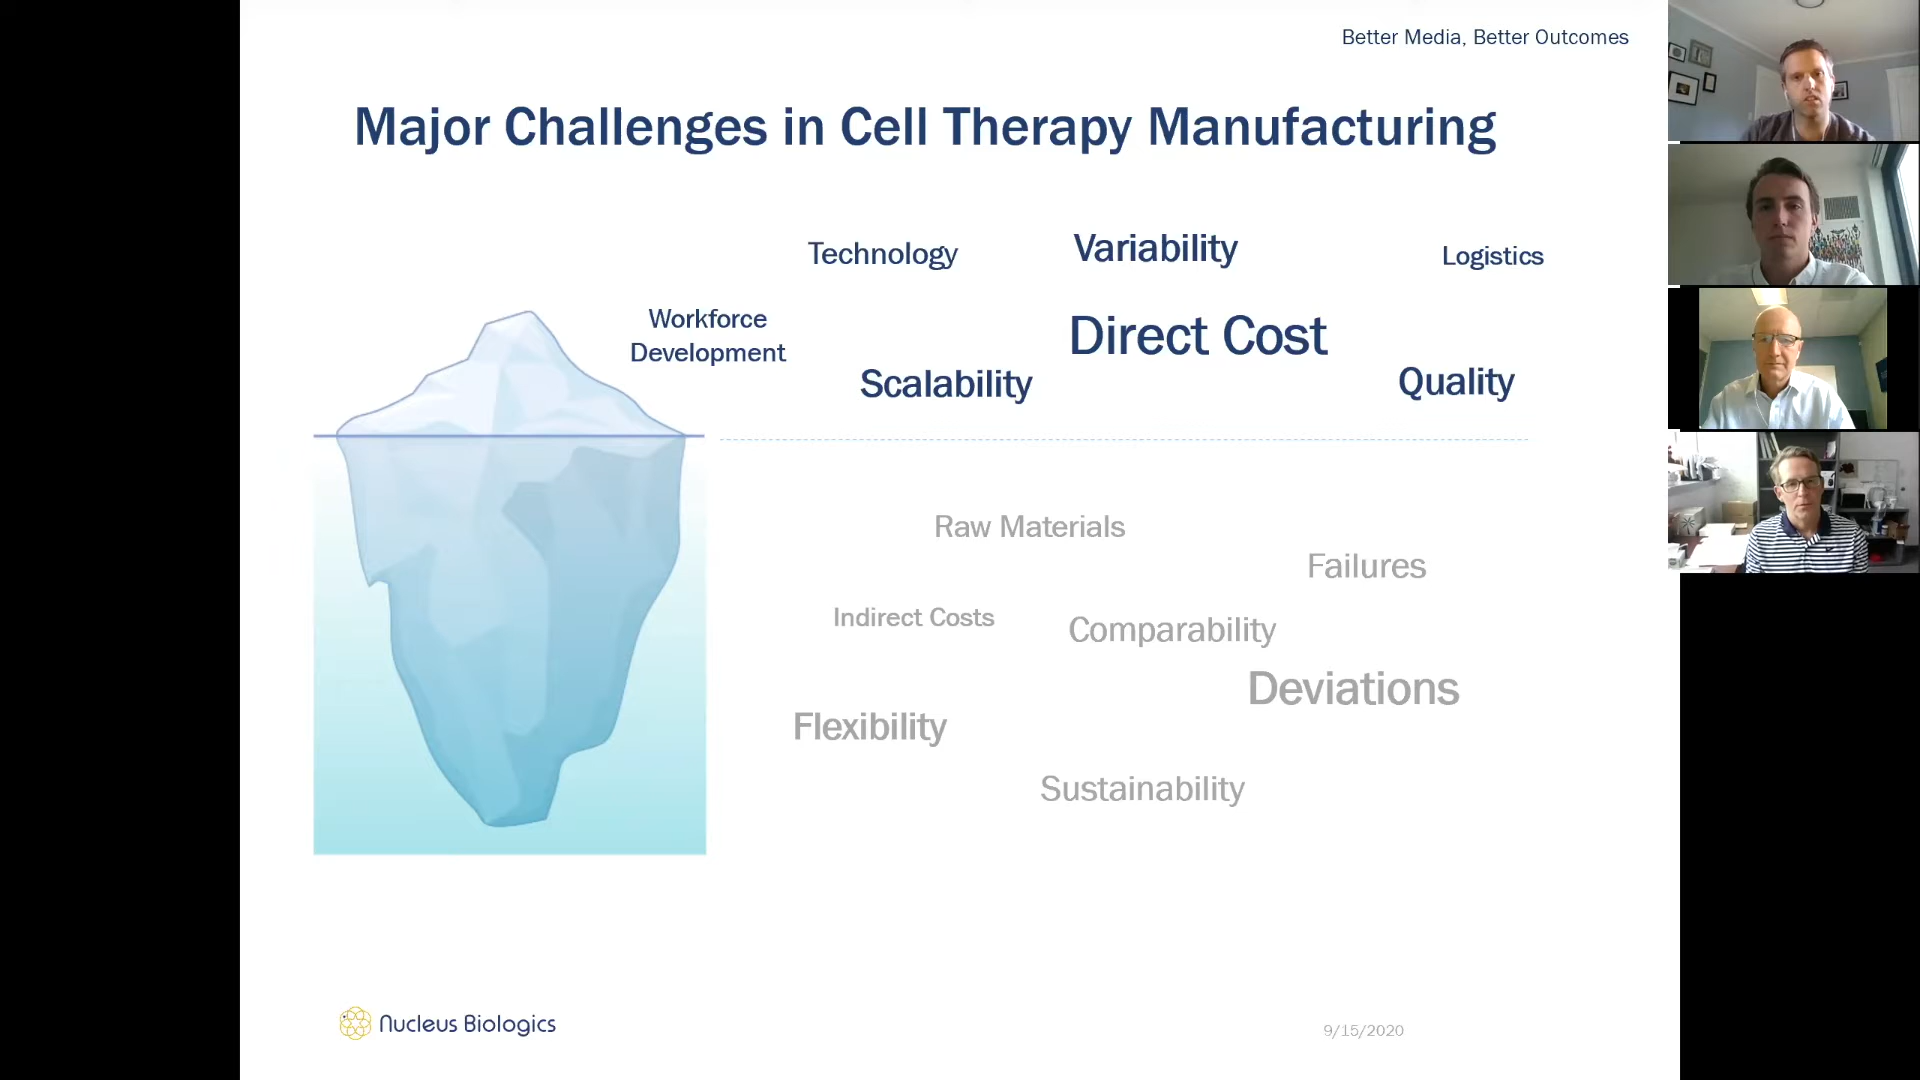 Better Media, Better Outcomes
Major Challenges in Cell Therapy Manufacturing
Technology
Variability
Logistics
Workforce
Development
Direct Cost
Scalability
Quality
Raw Materials
Failures
Indirect Costs
Comparability
Deviations
Flexibility
Sustainability
Nucleus Biologics
9/15/2020